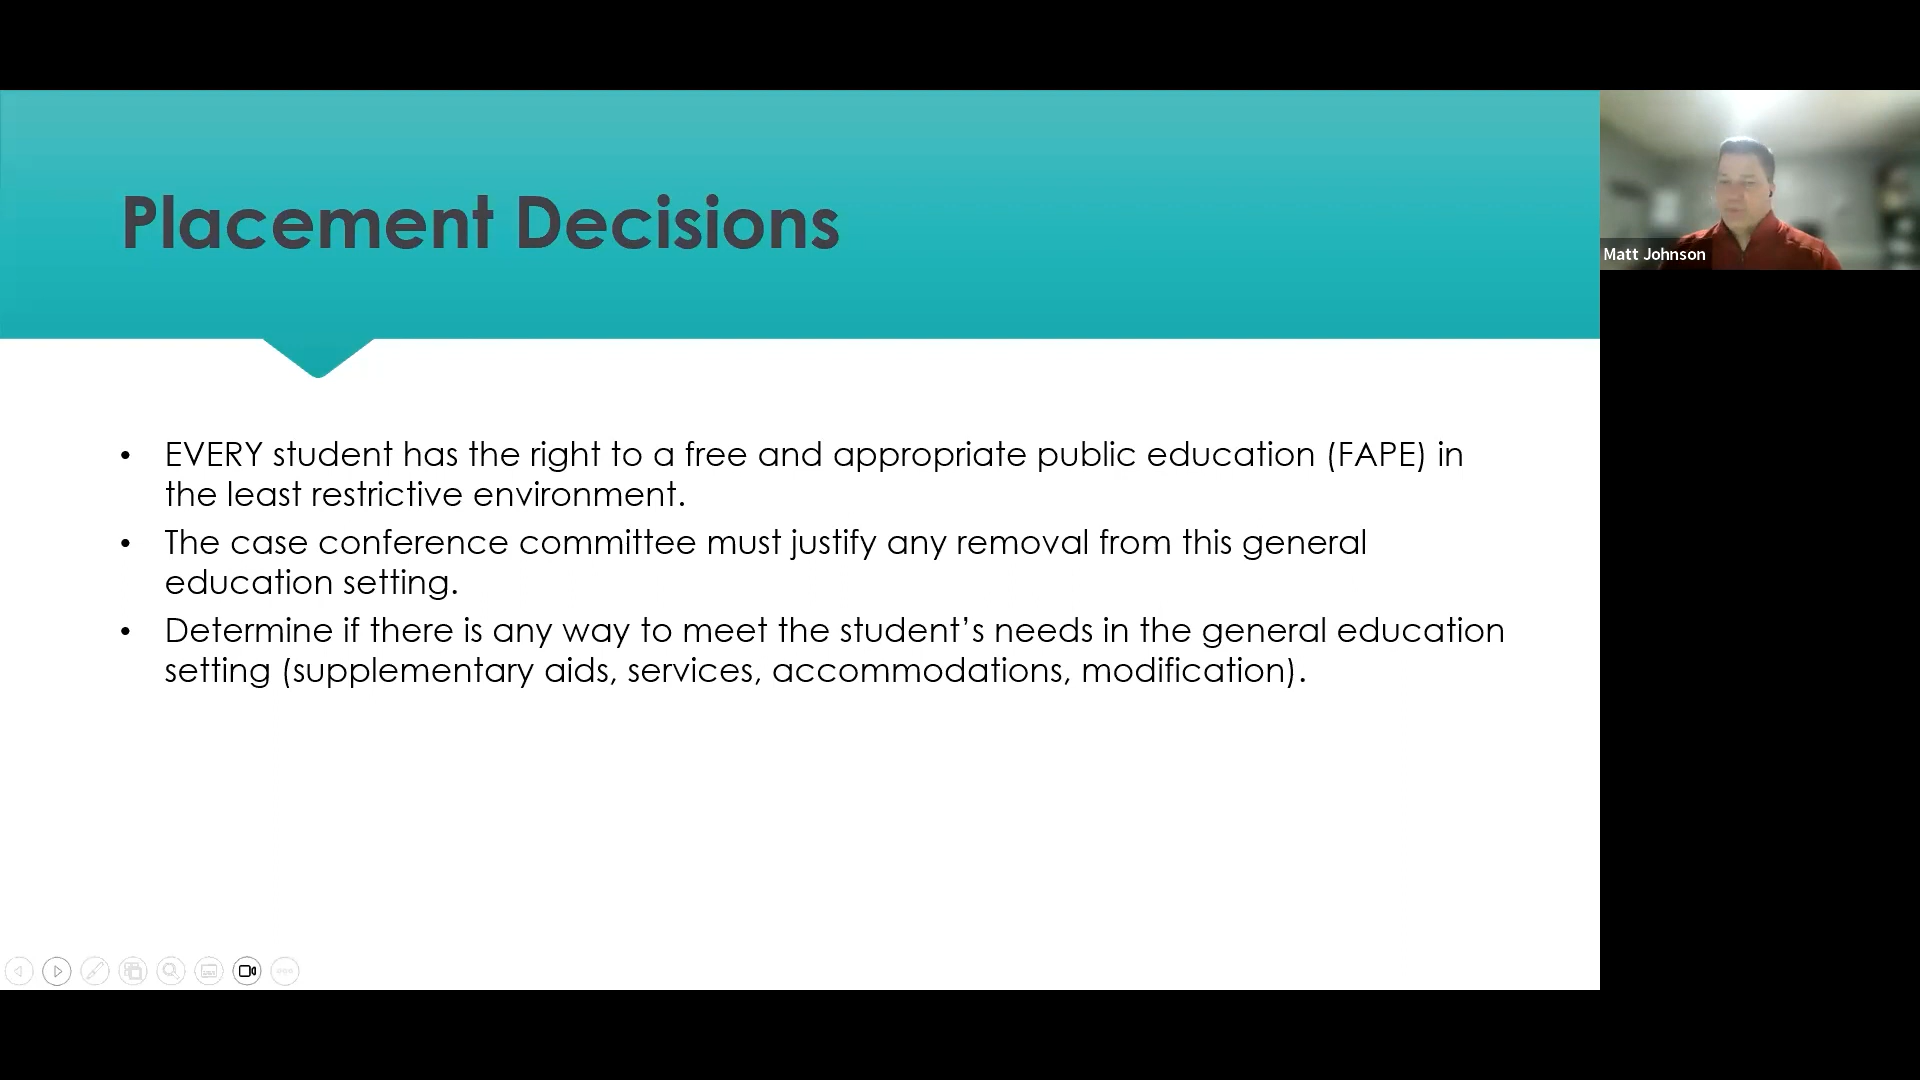 Placement Decisions
Matt Johnson
• EVERY student has the right to a free and appropriate public education (FAPE) in
the least restrictive environment.
• The case conference committee must justify any removal from this general
education setting.
• Determine if there is any way to meet the student’s needs in the general education
setting (supplementary aids, services, accommodations, modification).